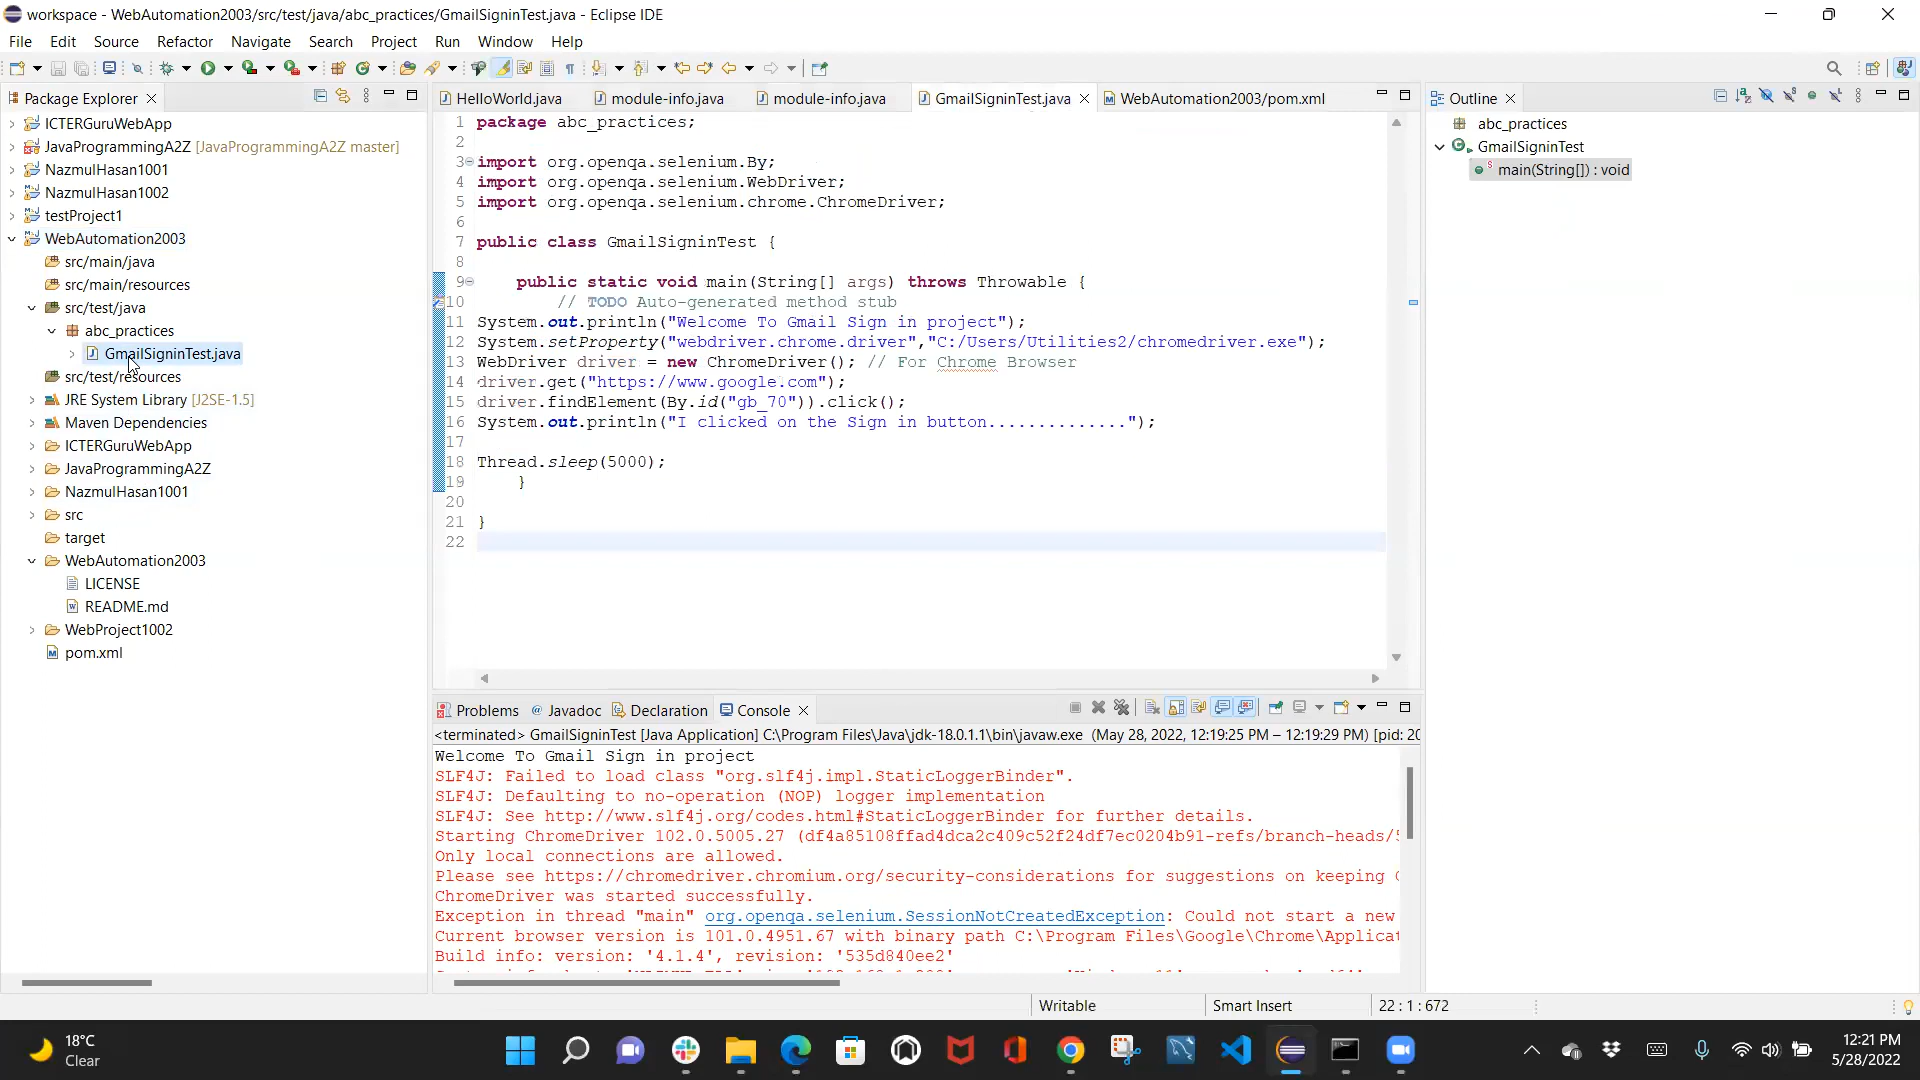 workspace - WebAutomation2003/src/test/java/abc_practices/GmailSigninTest.java - Eclipse IDE
File Edit Source Refactor Navigate Search Project Run Window Help
Package Explorer
ICTERGuruWebApp
JavaProgrammingA2Z [JavaProgrammingA2Z master]
NazmulHasan1001
NazmulHasan1002
testProject1
WebAutomation2003
src/main/java
src/main/resources
src/test/java
abc_practices
GmailSigninTest.java
src/test/resources
JRE System Library [J2SE-1.5]
Maven Dependencies
ICTERGuruWebApp
JavaProgrammingA2Z
NazmulHasan1001
src
target
WebAutomation2003
LICENSE
README.md
WebProject1002
pom.xml
HelloWorld.java module-info.java module-info.java GmailSigninTest.java WebAutomation2003/pom.xml
1 package abc_practices;
2
3 import org.openqa.selenium.By;
4 import org.openqa.selenium.WebDriver;
5 import org.openqa.selenium.chrome.ChromeDriver;
6
7 public class GmailSigninTest {
8
9 public static void main(String[] args) throws Throwable {
10 // TODO Auto-generated method stub
11 System.out.println("Welcome To Gmail Sign in project");
12 System.setProperty("webdriver.chrome.driver","C:/Users/Utilities2/chromedriver.exe");
13 WebDriver driver = new ChromeDriver(); // For Chrome Browser
14 driver.get("https://www.google.com");
15 driver.findElement(By.id("gb_70")).click();
16 System.out.println("I clicked on the Sign in button..............");
17
18 Thread.sleep(5000);
19 }
20
21 }
22
Outline
abc_practices
GmailSigninTest
main(String[]) : void
Problems Javadoc Declaration Console
<terminated> GmailSigninTest [Java Application] C:\Program Files\Java\jdk-18.0.1.1\bin\javaw.exe (May 28, 2022, 12:19:25 PM – 12:19:29 PM) [pid: 20
Welcome To Gmail Sign in project
SLF4J: Failed to load class "org.slf4j.impl.StaticLoggerBinder".
SLF4J: Defaulting to no-operation (NOP) logger implementation
SLF4J: See http://www.slf4j.org/codes.html#StaticLoggerBinder for further details.
Starting ChromeDriver 102.0.5005.27 (df4a85108ffad4dca2c409c52f24df7ec0204b91-refs/branch-heads/5
Only local connections are allowed.
Please see https://chromedriver.chromium.org/security-considerations for suggestions on keeping
ChromeDriver was started successfully.
Exception in thread "main" org.openqa.selenium.SessionNotCreatedException: Could not start a new
Current browser version is 101.0.4951.67 with binary path C:\Program Files\Google\Chrome\Applicat
Build info: version: '4.1.4', revision: '535d840ee2'
Writable Smart Insert 22 : 1 : 672
18°C
Clear
12:21 PM
5/28/2022